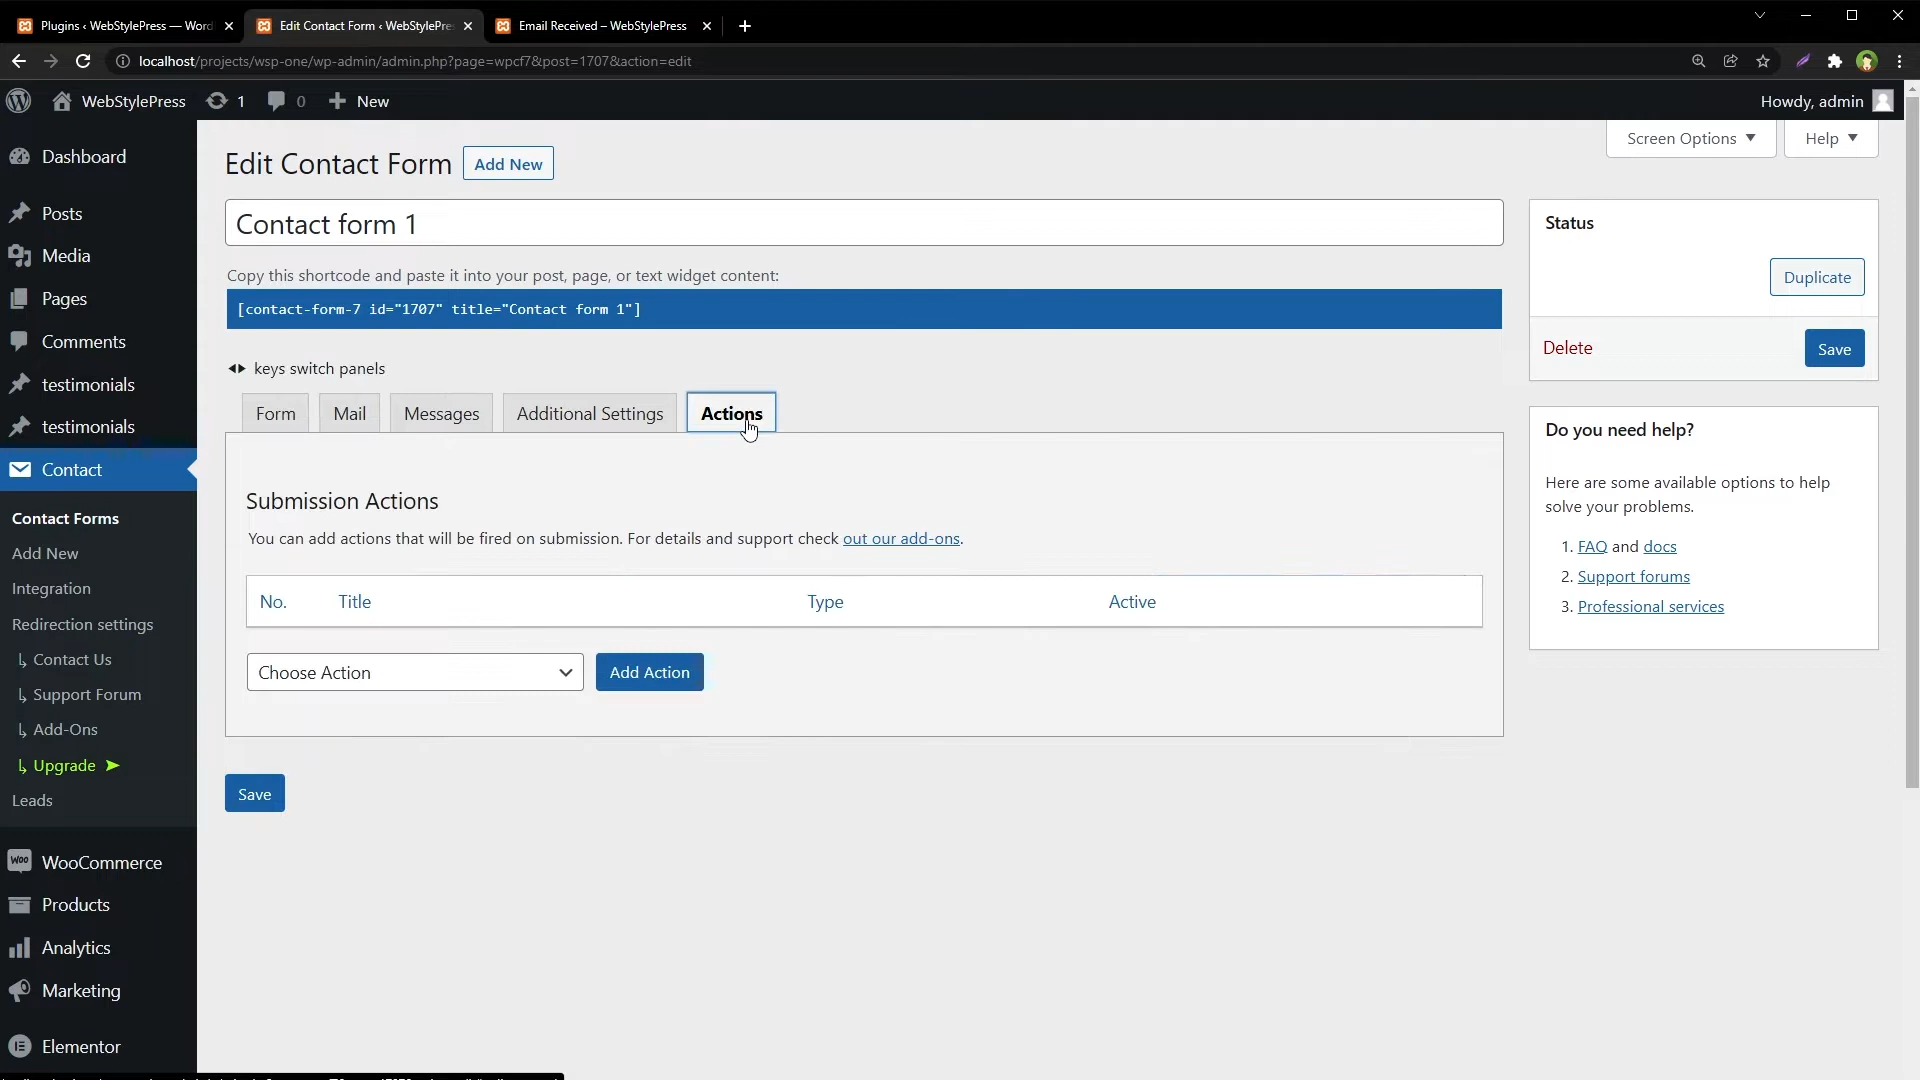 Plugins ‹ WebStylePress — Word
Edit Contact Form ‹ WebStylePre
Email Received – WebStylePress
localhost/projects/wsp-one/wp-admin/admin.php?page=wpcf7&post=1707&action=edit
WebStylePress
1
0
New
Howdy, admin
Dashboard
Posts
Media
Pages
Comments
testimonials
testimonials
Contact
Contact Forms
Add New
Integration
Redirection settings
↳ Contact Us
↳ Support Forum
↳ Add-Ons
↳ Upgrade ➤
Leads
WooCommerce
Products
Analytics
Marketing
Elementor
Screen Options ▼
Help ▼
Edit Contact Form
Add New
Contact form 1
Copy this shortcode and paste it into your post, page, or text widget content:
[contact-form-7 id="1707" title="Contact form 1"]
keys switch panels
Form
Mail
Messages
Additional Settings
Actions
Submission Actions
You can add actions that will be fired on submission. For details and support check out our add-ons.
No. Title Type Active
Choose Action
Add Action
Save
Status
Duplicate
Delete
Save
Do you need help?
Here are some available options to help
solve your problems.
1. FAQ and docs
2. Support forums
3. Professional services